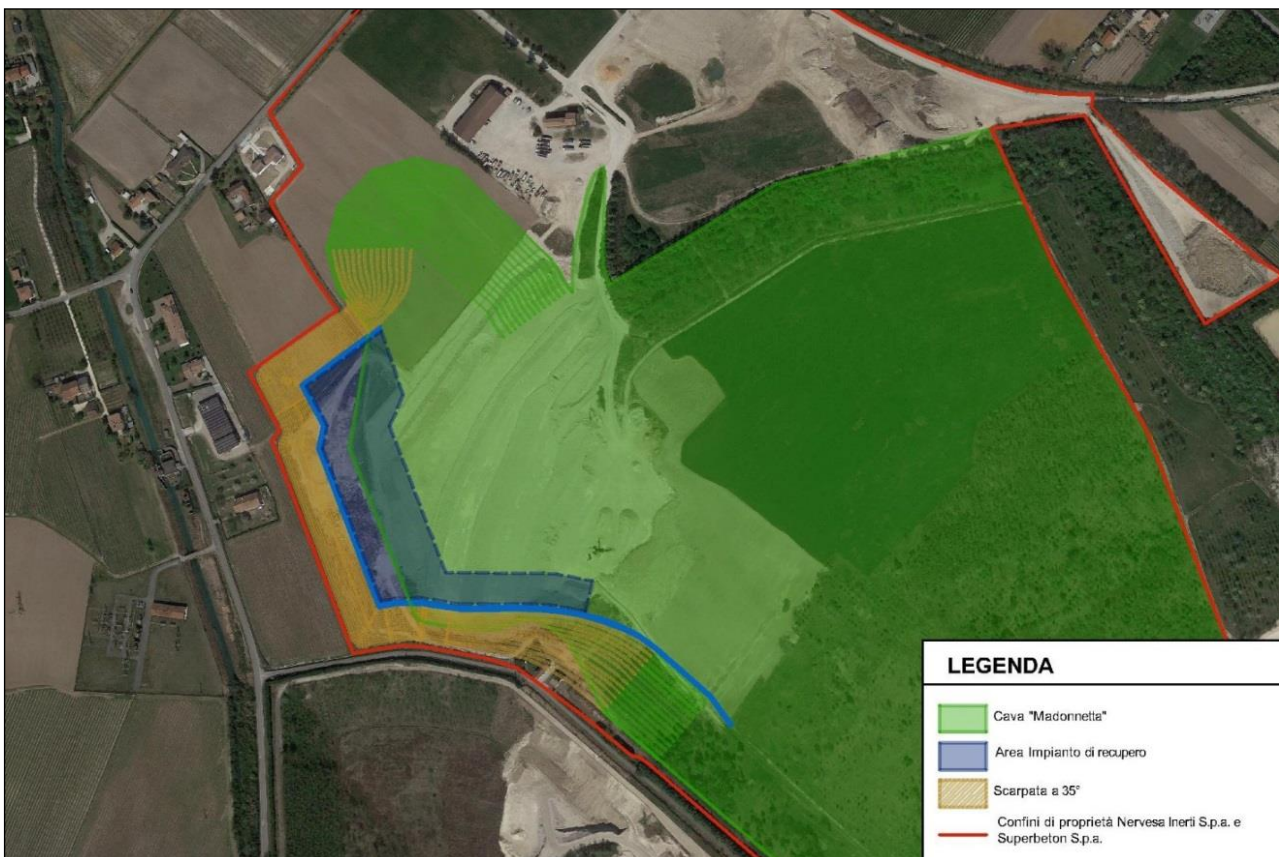 LEGENDA
Cava "Madonnetta"
Area Impianto di recupero
Scarpata a 35°
Confini di proprietà Nervesa Inerti S.p.a. e
Superbeton S.p.a.